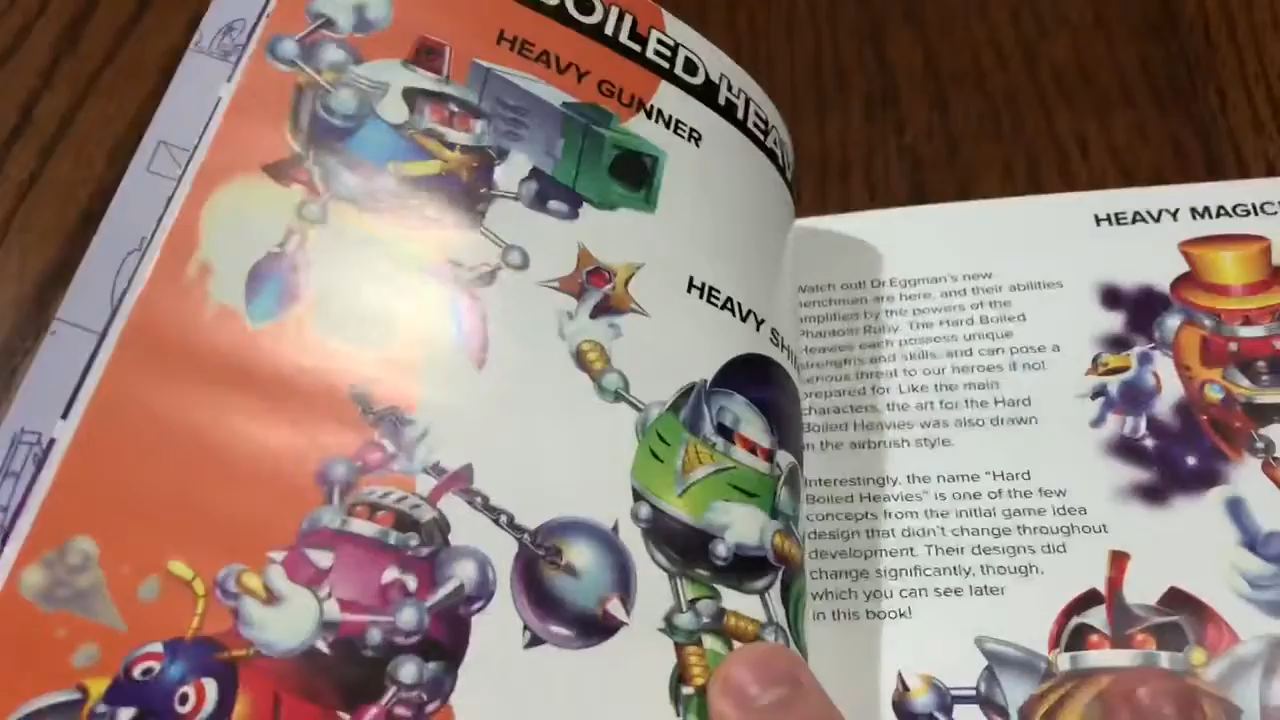 BOILED HEAV
HEAVY GUNNER
HEAVY SHI
HEAVY MAGIC
Watch out! Dr. Eggman's new
henchmen are here, and their abilities
amplified by the powers of the
Phantom Ruby. The Hard Boiled
Heavies each possess unique
strengths and skills, and can pose a
serious threat to our heroes if not
prepared for. Like the main
characters, the art for the Hard
Boiled Heavies was also drawn
in the airbrush style.
Interestingly, the name "Hard
Boiled Heavies" is one of the few
concepts from the initial game idea
design that didn't change throughout
development. Their designs did
change significantly, though,
which you can see later
in this book!